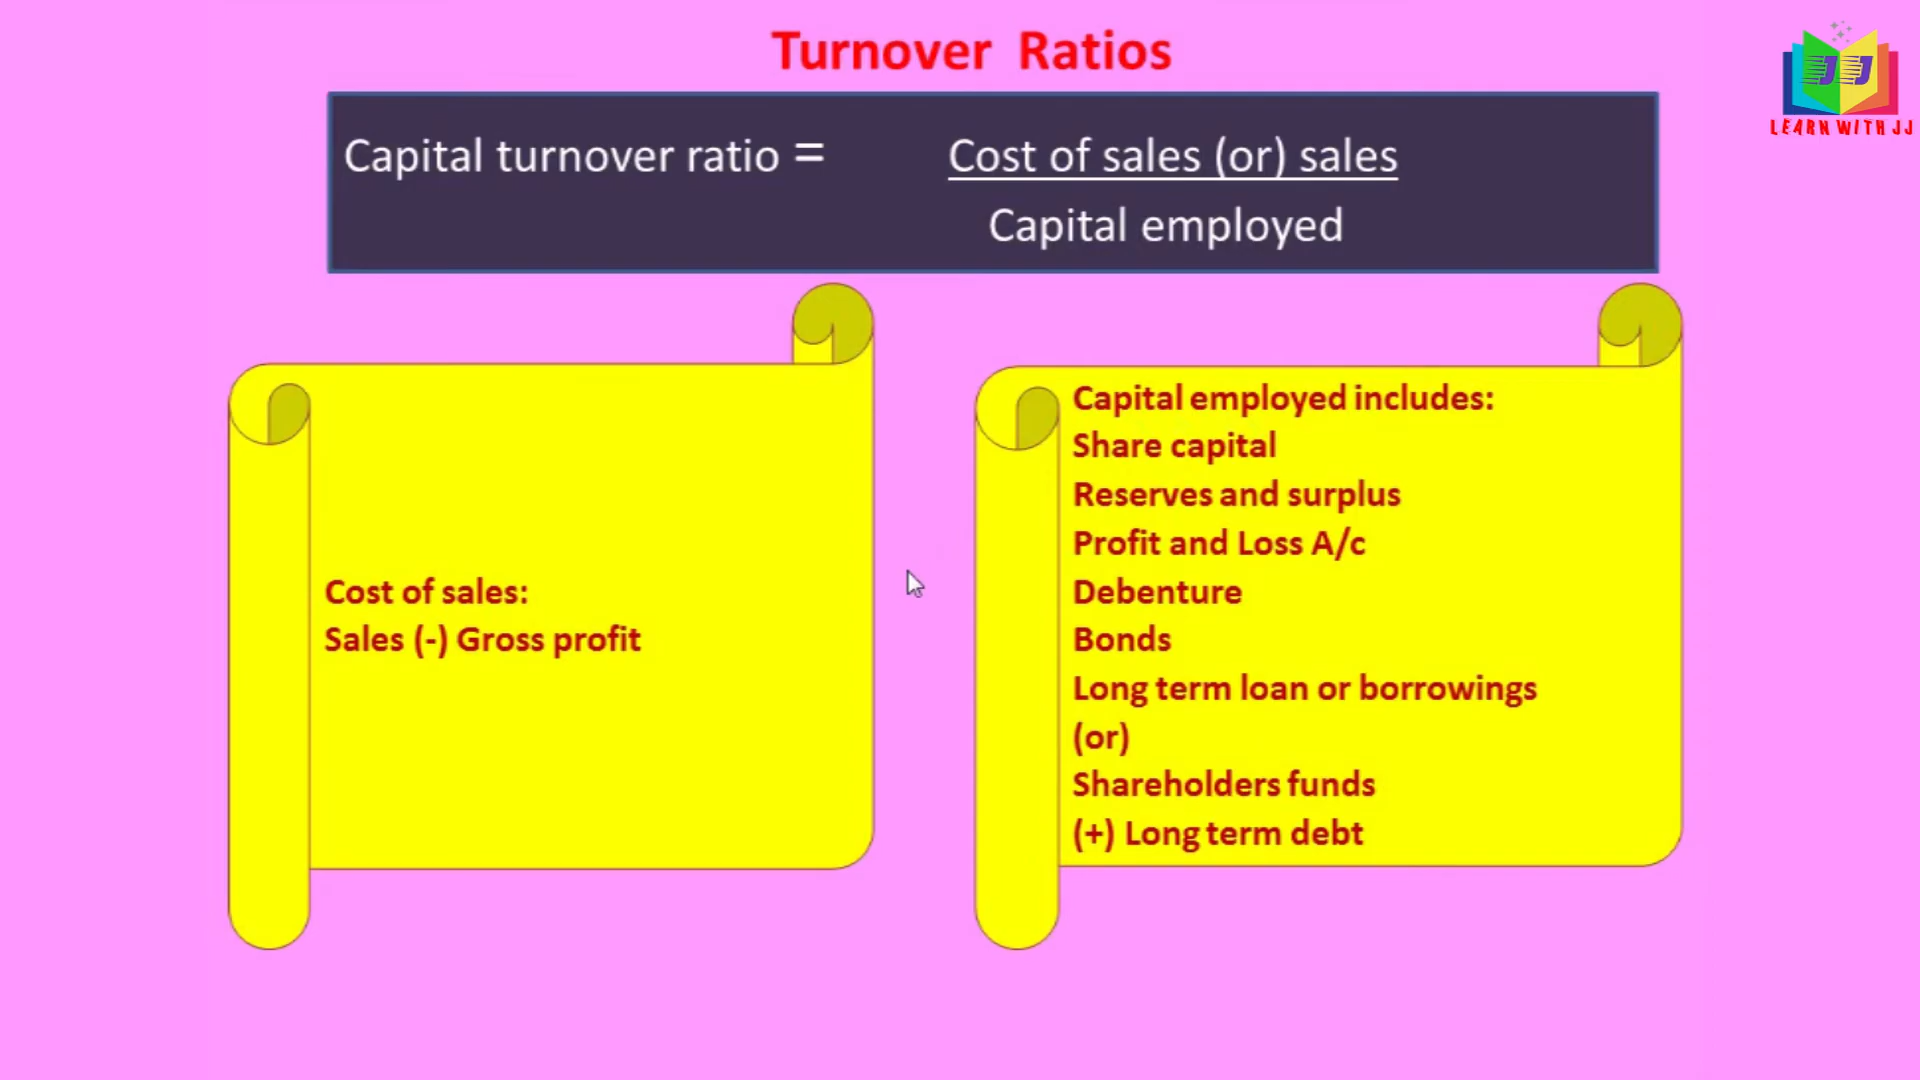 Turnover Ratios
LEARN WITH JJ
Capital turnover ratio = Cost of sales (or) sales
Capital employed
Cost of sales:
Sales (-) Gross profit
Capital employed includes:
Share capital
Reserves and surplus
Profit and Loss A/c
Debenture
Bonds
Long term loan or borrowings
(or)
Shareholders funds
(+) Long term debt